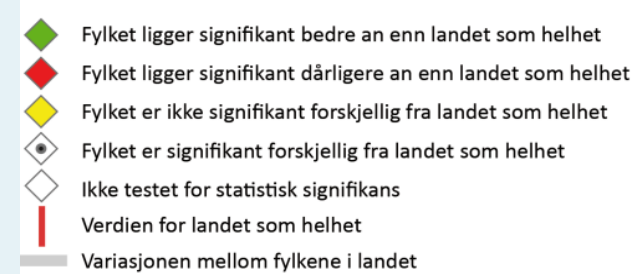 Fylket ligger signifikant bedre an enn landet som helhet
Fylket ligger signifikant dårligere an enn landet som helhet
Fylket er ikke signifikant forskjellig fra landet som helhet
Fylket er signifikant forskjellig fra landet som helhet
Ikke testet for statistisk signifikans
Verdien for landet som helhet
Variasjonen mellom fylkene i landet